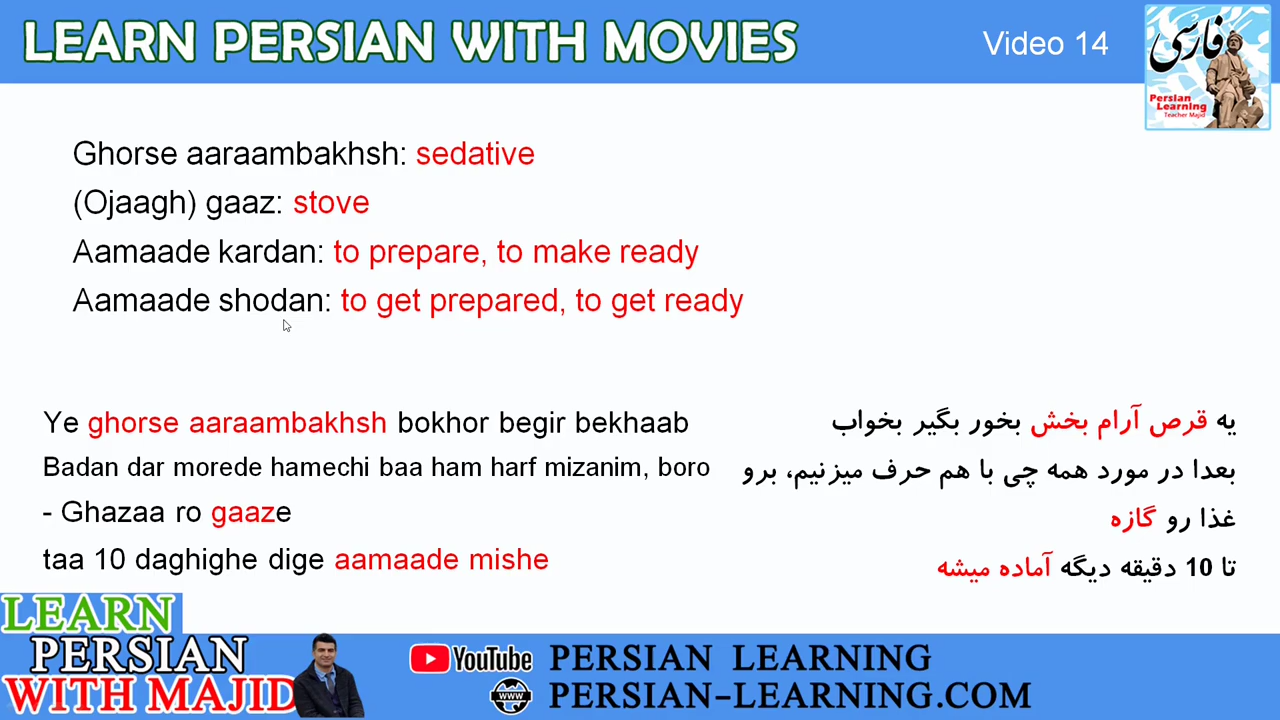 LEARN PERSIAN WITH MOVIES
Video 14
فارسی
Persian
Learning
Teacher Majid
Ghorse aaraambakhsh: sedative
(Ojaagh) gaaz: stove
Aamaade kardan: to prepare, to make ready
Aamaade shodan: to get prepared, to get ready
Ye ghorse aaraambakhsh bokhor begir bekhaab
یه قرص آرام بخش بخور بگیر بخواب
Badan dar morede hamechi baa ham harf mizanim, boro
بعدا در مورد همه چی با هم حرف میزنیم، برو
- Ghazaa ro gaaze
غذا رو گازه
taa 10 daghighe dige aamaade mishe
تا 10 دقیقه دیگه آماده میشه
LEARN
PERSIAN
WITH MAJID
YouTube PERSIAN LEARNING
WWW PERSIAN-LEARNING.COM